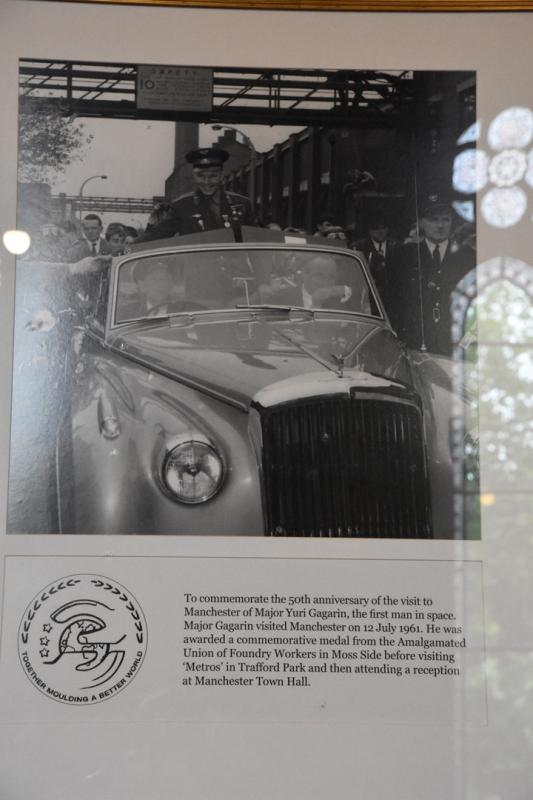 SAFETY
10
To commemorate the 50th anniversary of the visit to
Manchester of Major Yuri Gagarin, the first man in space.
Major Gagarin visited Manchester on 12 July 1961. He was
awarded a commemorative medal from the Amalgamated
Union of Foundry Workers in Moss Side before visiting
‘Metros’ in Trafford Park and then attending a reception
at Manchester Town Hall.
TOGETHER MOULDING A BETTER WORLD